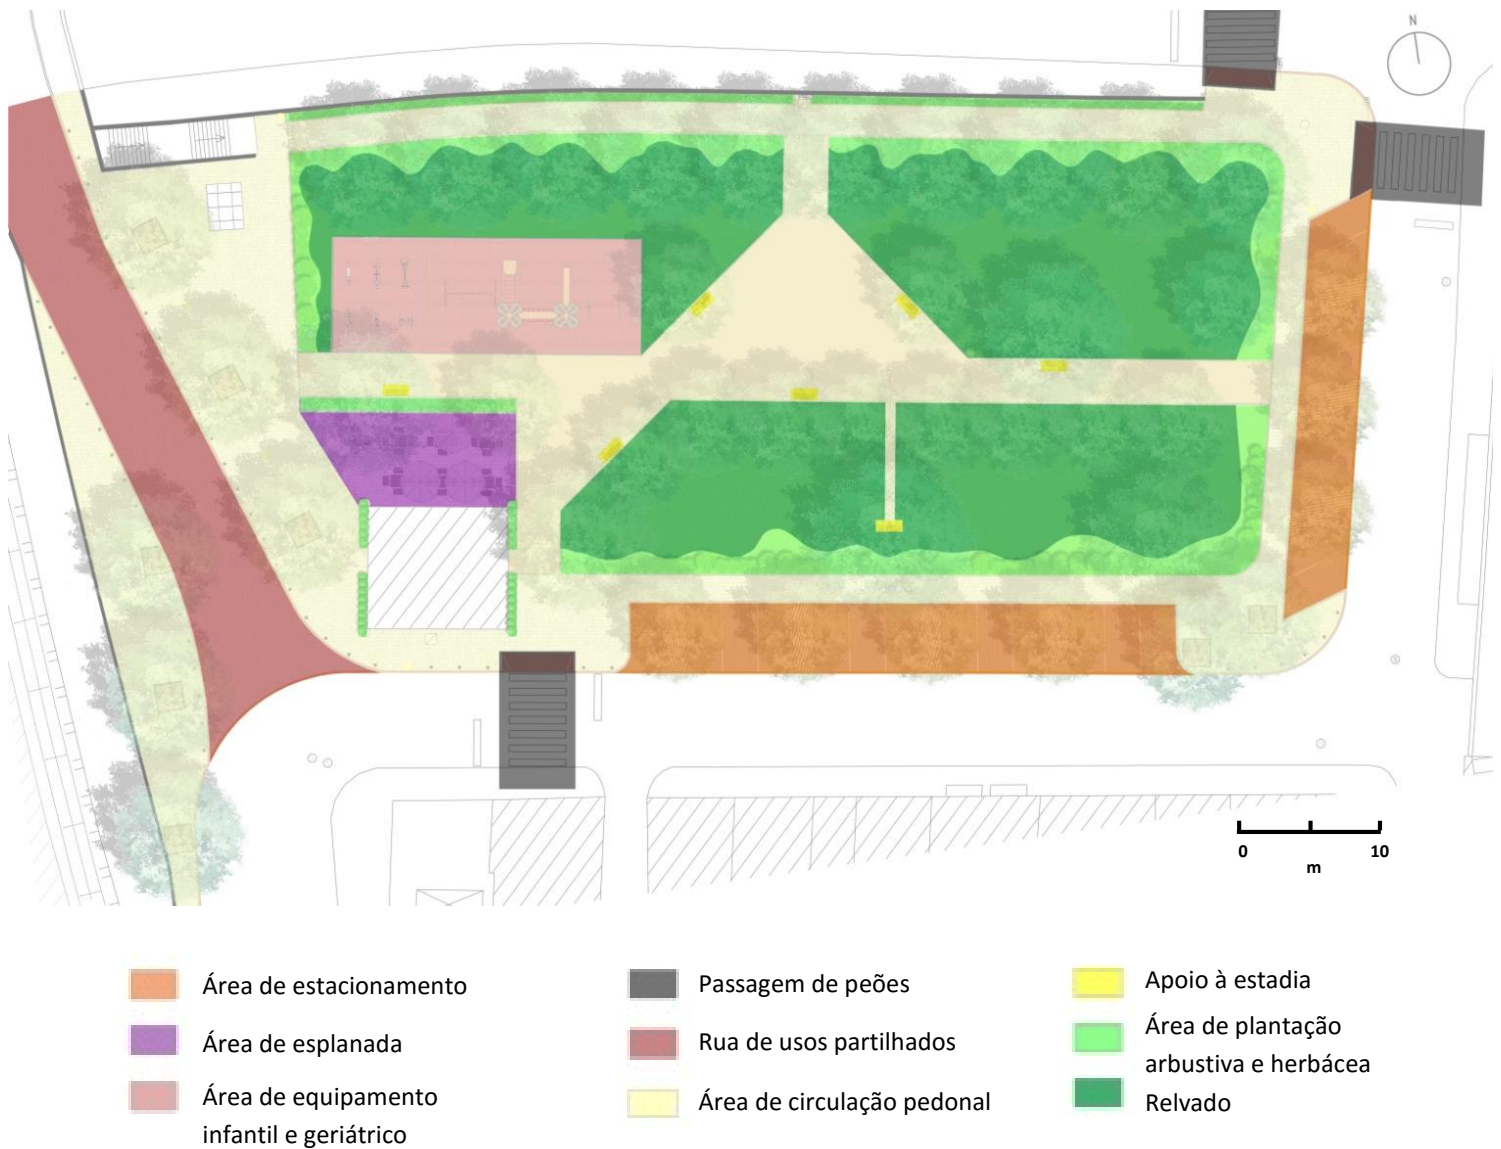 N
0 10
m
Área de estacionamento
Área de esplanada
Área de equipamento
infantil e geriátrico
Passagem de peões
Rua de usos partilhados
Área de circulação pedonal
Apoio à estadia
Área de plantação
arbustiva e herbácea
Relvado